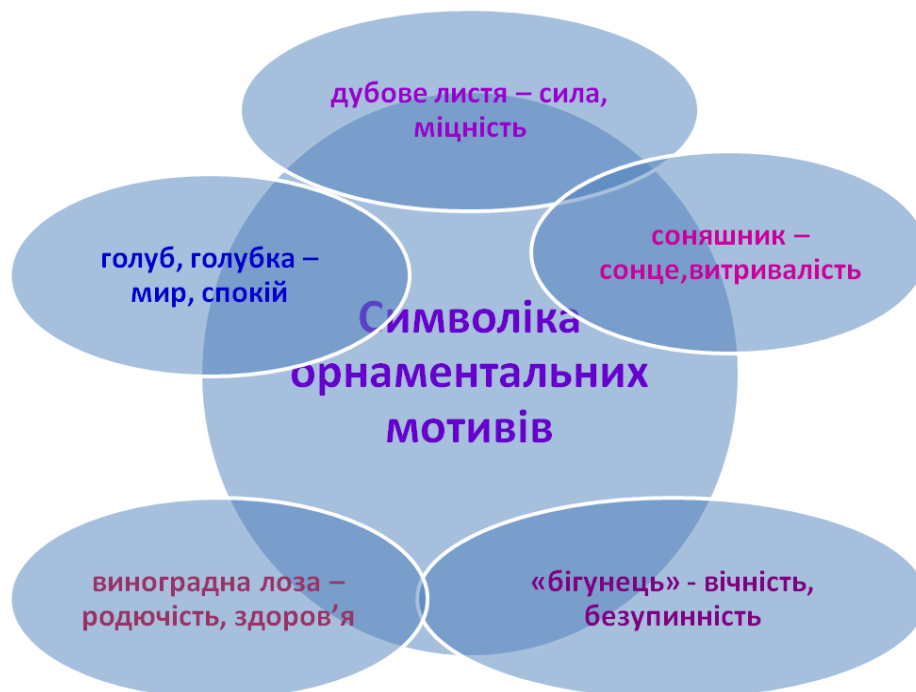 дубове листя – сила,
міцність
соняшник –
сонце,витривалість
голуб, голубка –
мир, спокій
Символіка
орнаментальних
мотивів
виноградна лоза –
родючість, здоров’я
«бігунець» - вічність,
безупинність